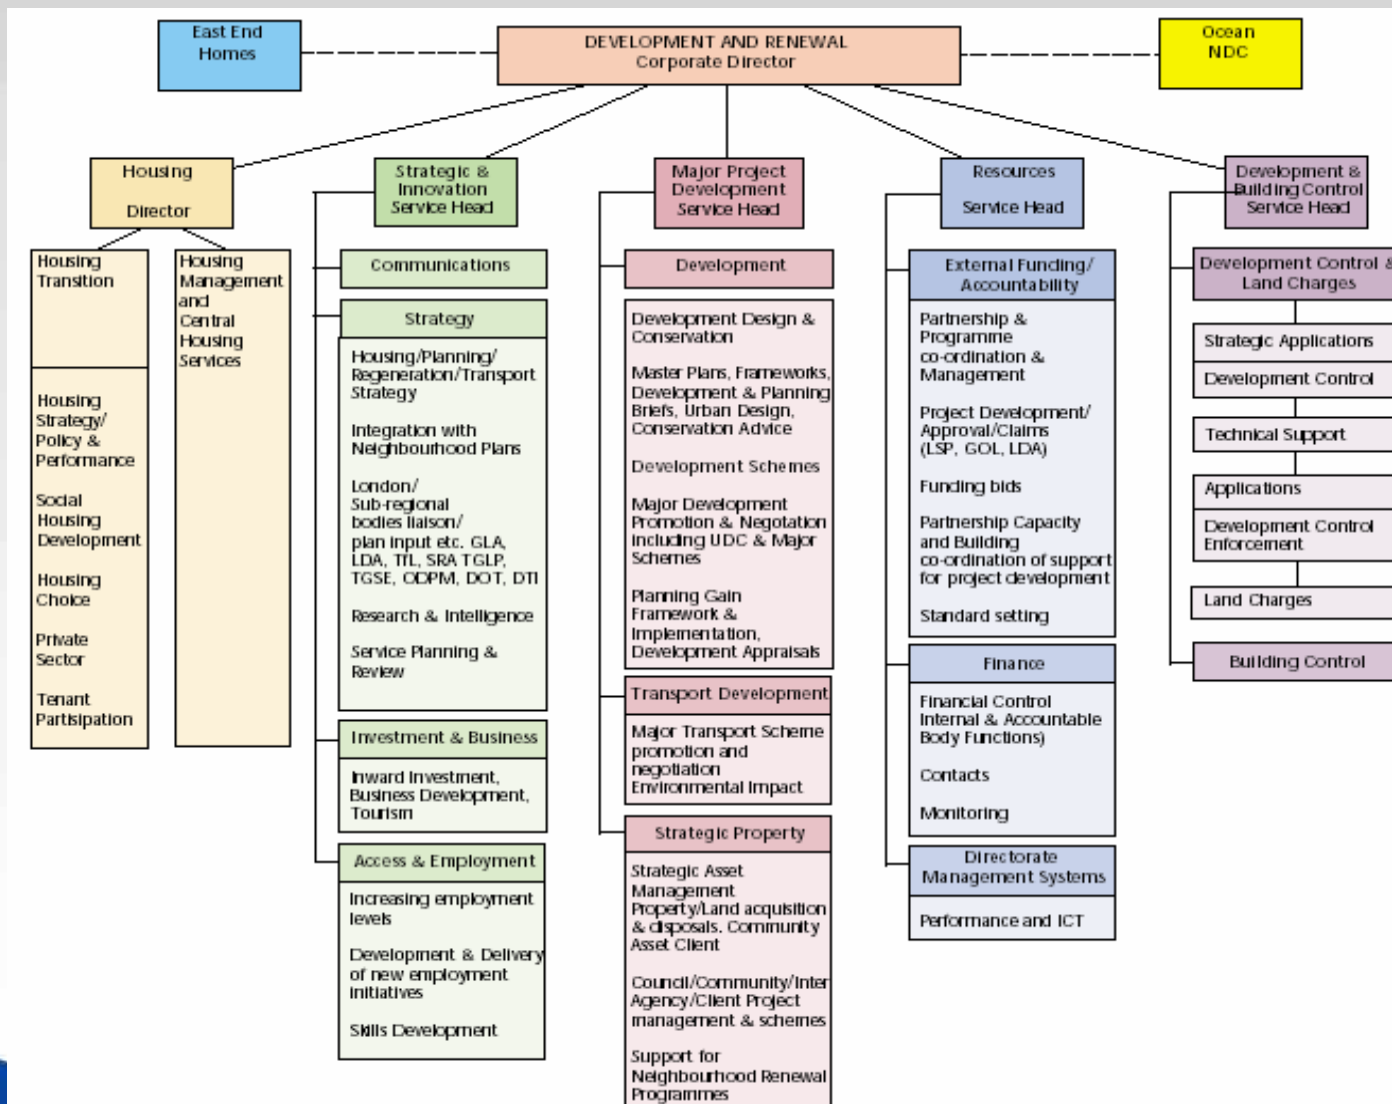 East End
Homes
DEVELOPMENT AND RENEWAL
Corporate Director
Ocean
NDC
Housing
Director
Strategic &
Innovation
Service Head
Major Project
Development
Service Head
Resources
Service Head
Development &
Building Control
Service Head
Housing
Transition
Housing
Strategy/
Policy &
Performance
Social
Housing
Development
Housing
Choice
Private
Sector
Tenant
Partisipation
Housing
Management
and
Central
Housing
Services
Communications
Strategy
Housing/Planning/
Regeneration/Transport
Strategy
Integration with
Neighbourhood Plans
London/
Sub-regional
bodies liaison/
plan input etc. GLA,
LDA, TfL, SRA TGLP,
TGSE, ODPM, DOT, DTI
Research & Intelligence
Service Planning &
Review
Investment & Business
Inward Investment,
Business Development,
Tourism
Access & Employment
Increasing employment
levels
Development & Delivery
of new employment
initiatives
Skills Development
Development
Development Design &
Conservation
Master Plans, Frameworks,
Development & Planning
Briefs, Urban Design,
Conservation Advice
Development Schemes
Major Development
Promotion & Negotation
including UDC & Major
Schemes
Planning Gain
Framework &
Implementation,
Development Appraisals
Transport Development
Major Transport Scheme
promotion and
negotiation
Environmental Impact
Strategic Property
Strategic Asset
Management
Property/Land acquisition
& disposals. Community
Asset Client
Council/Community/Inter
Agency/Client Project
management & schemes
Support for
Neighbourhood Renewal
Programmes
External Funding/
Accountability
Partnership &
Programme
co-ordination &
Management
Project Development/
Approval/Claims
(LSP, GOL, LDA)
Funding bids
Partnership Capacity
and Building
co-ordination of support
for project development
Standard setting
Finance
Financial Control
Internal & Accountable
Body Functions)
Contacts
Monitoring
Directorate
Management Systems
Performance and ICT
Development Control &
Land Charges
Strategic Applications
Development Control
Technical Support
Applications
Development Control
Enforcement
Land Charges
Building Control